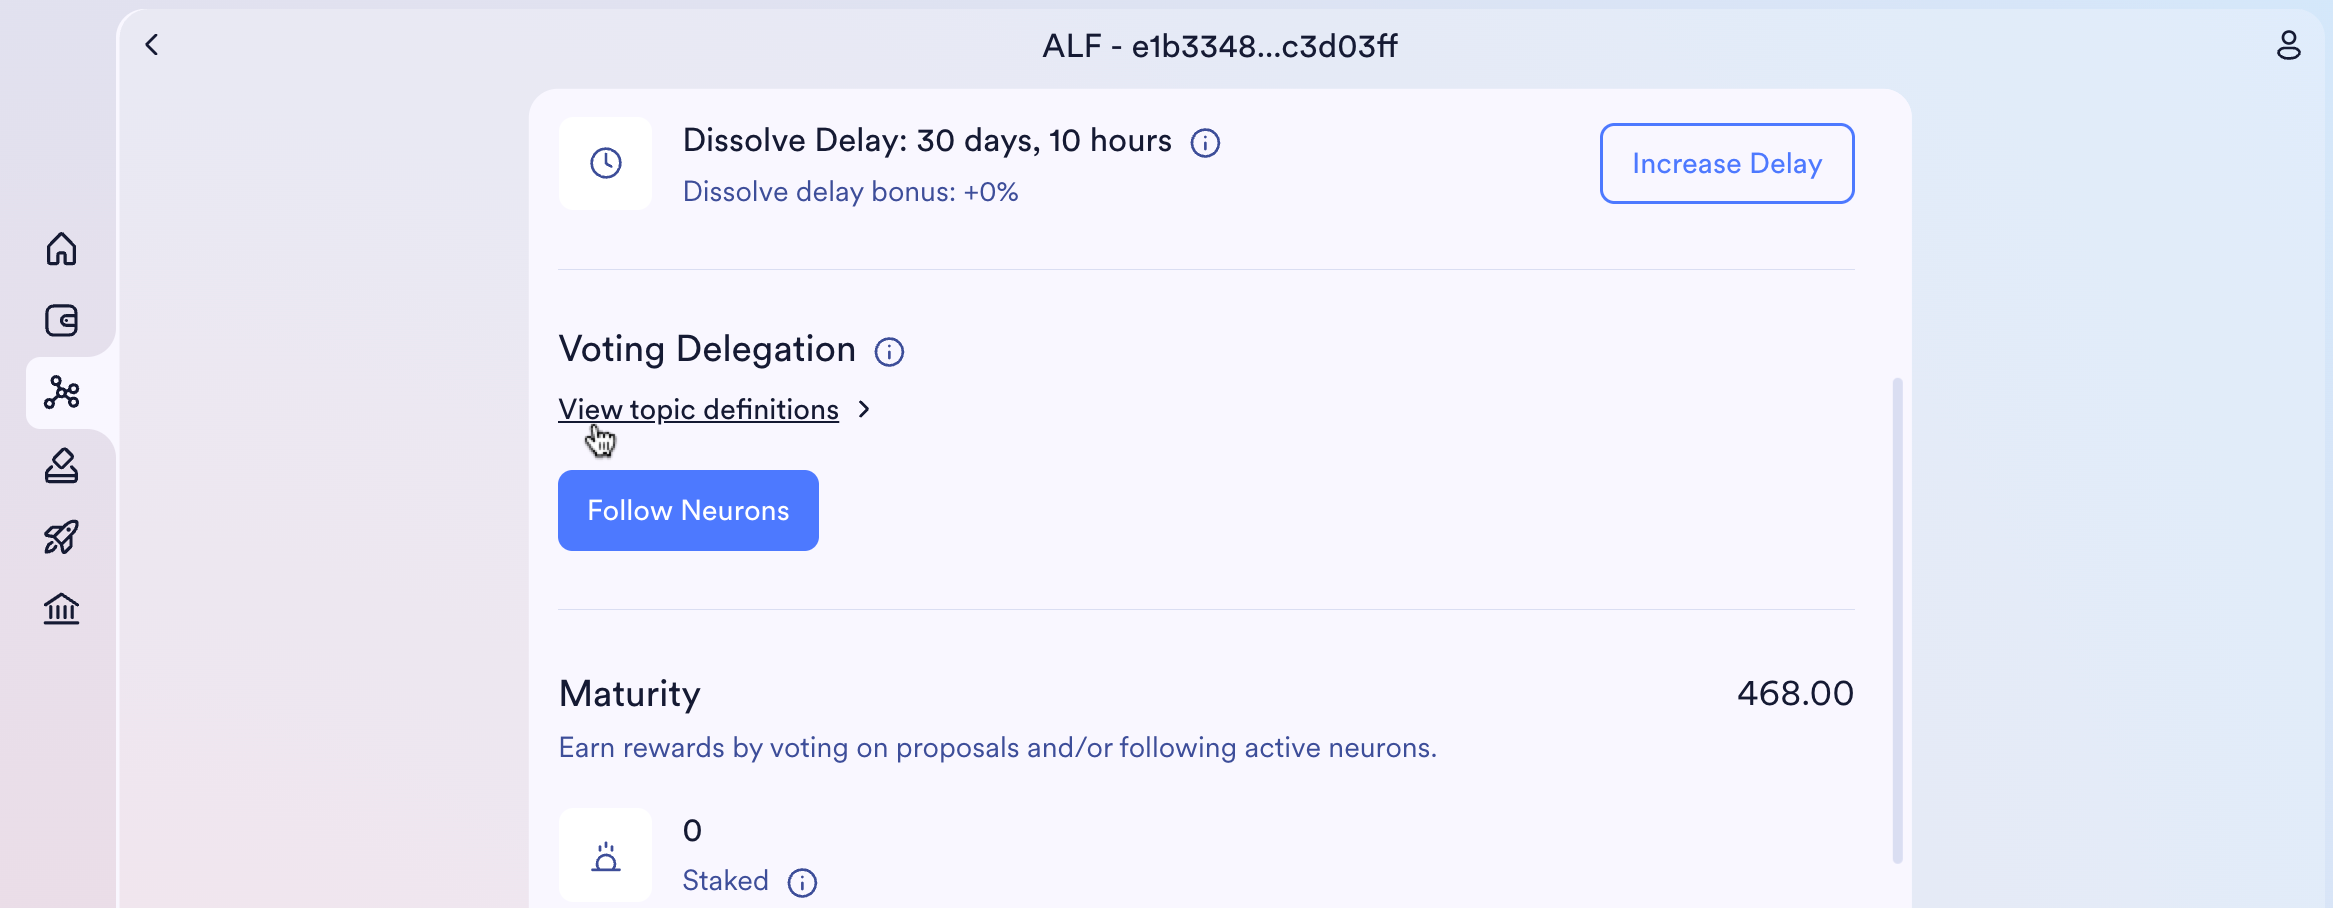 ALF - e1b3348...c3d03ff
Dissolve Delay: 30 days, 10 hours
Dissolve delay bonus: +0%
Increase Delay
Voting Delegation
View topic definitions
Follow Neurons
Maturity
468.00
Earn rewards by voting on proposals and/or following active neurons.
0
Staked